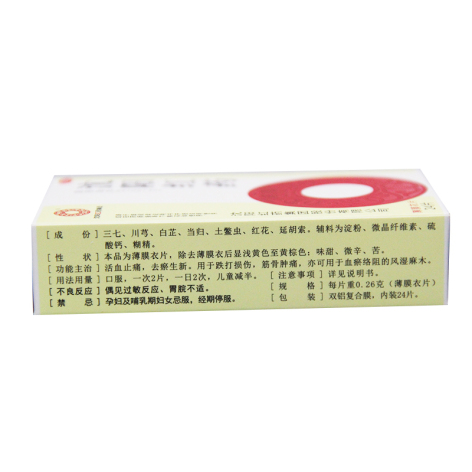 [成　份] 三七、川芎、白芷、当归、土鳖虫、红花、延胡索。辅料为淀粉、微晶纤维素、硫
酸钙、糊精。
[性　状] 本品为薄膜衣片，除去薄膜衣后显浅黄色至黄棕色；味甜、微辛、苦。
[功能主治] 活血止痛，去瘀生新。用于跌打损伤，筋骨肿痛，亦可用于血瘀络阻的风湿麻木。
[用法用量] 口服，一次2片，一日2次，儿童减半。 [注意事项] 详见说明书。
[不良反应] 偶见过敏反应、胃脘不适。 [规　格] 每片重0.26克（薄膜衣片）
[禁　忌] 孕妇及哺乳期妇女忌服，经期停服。 [包　装] 双铝复合膜，内装24片。